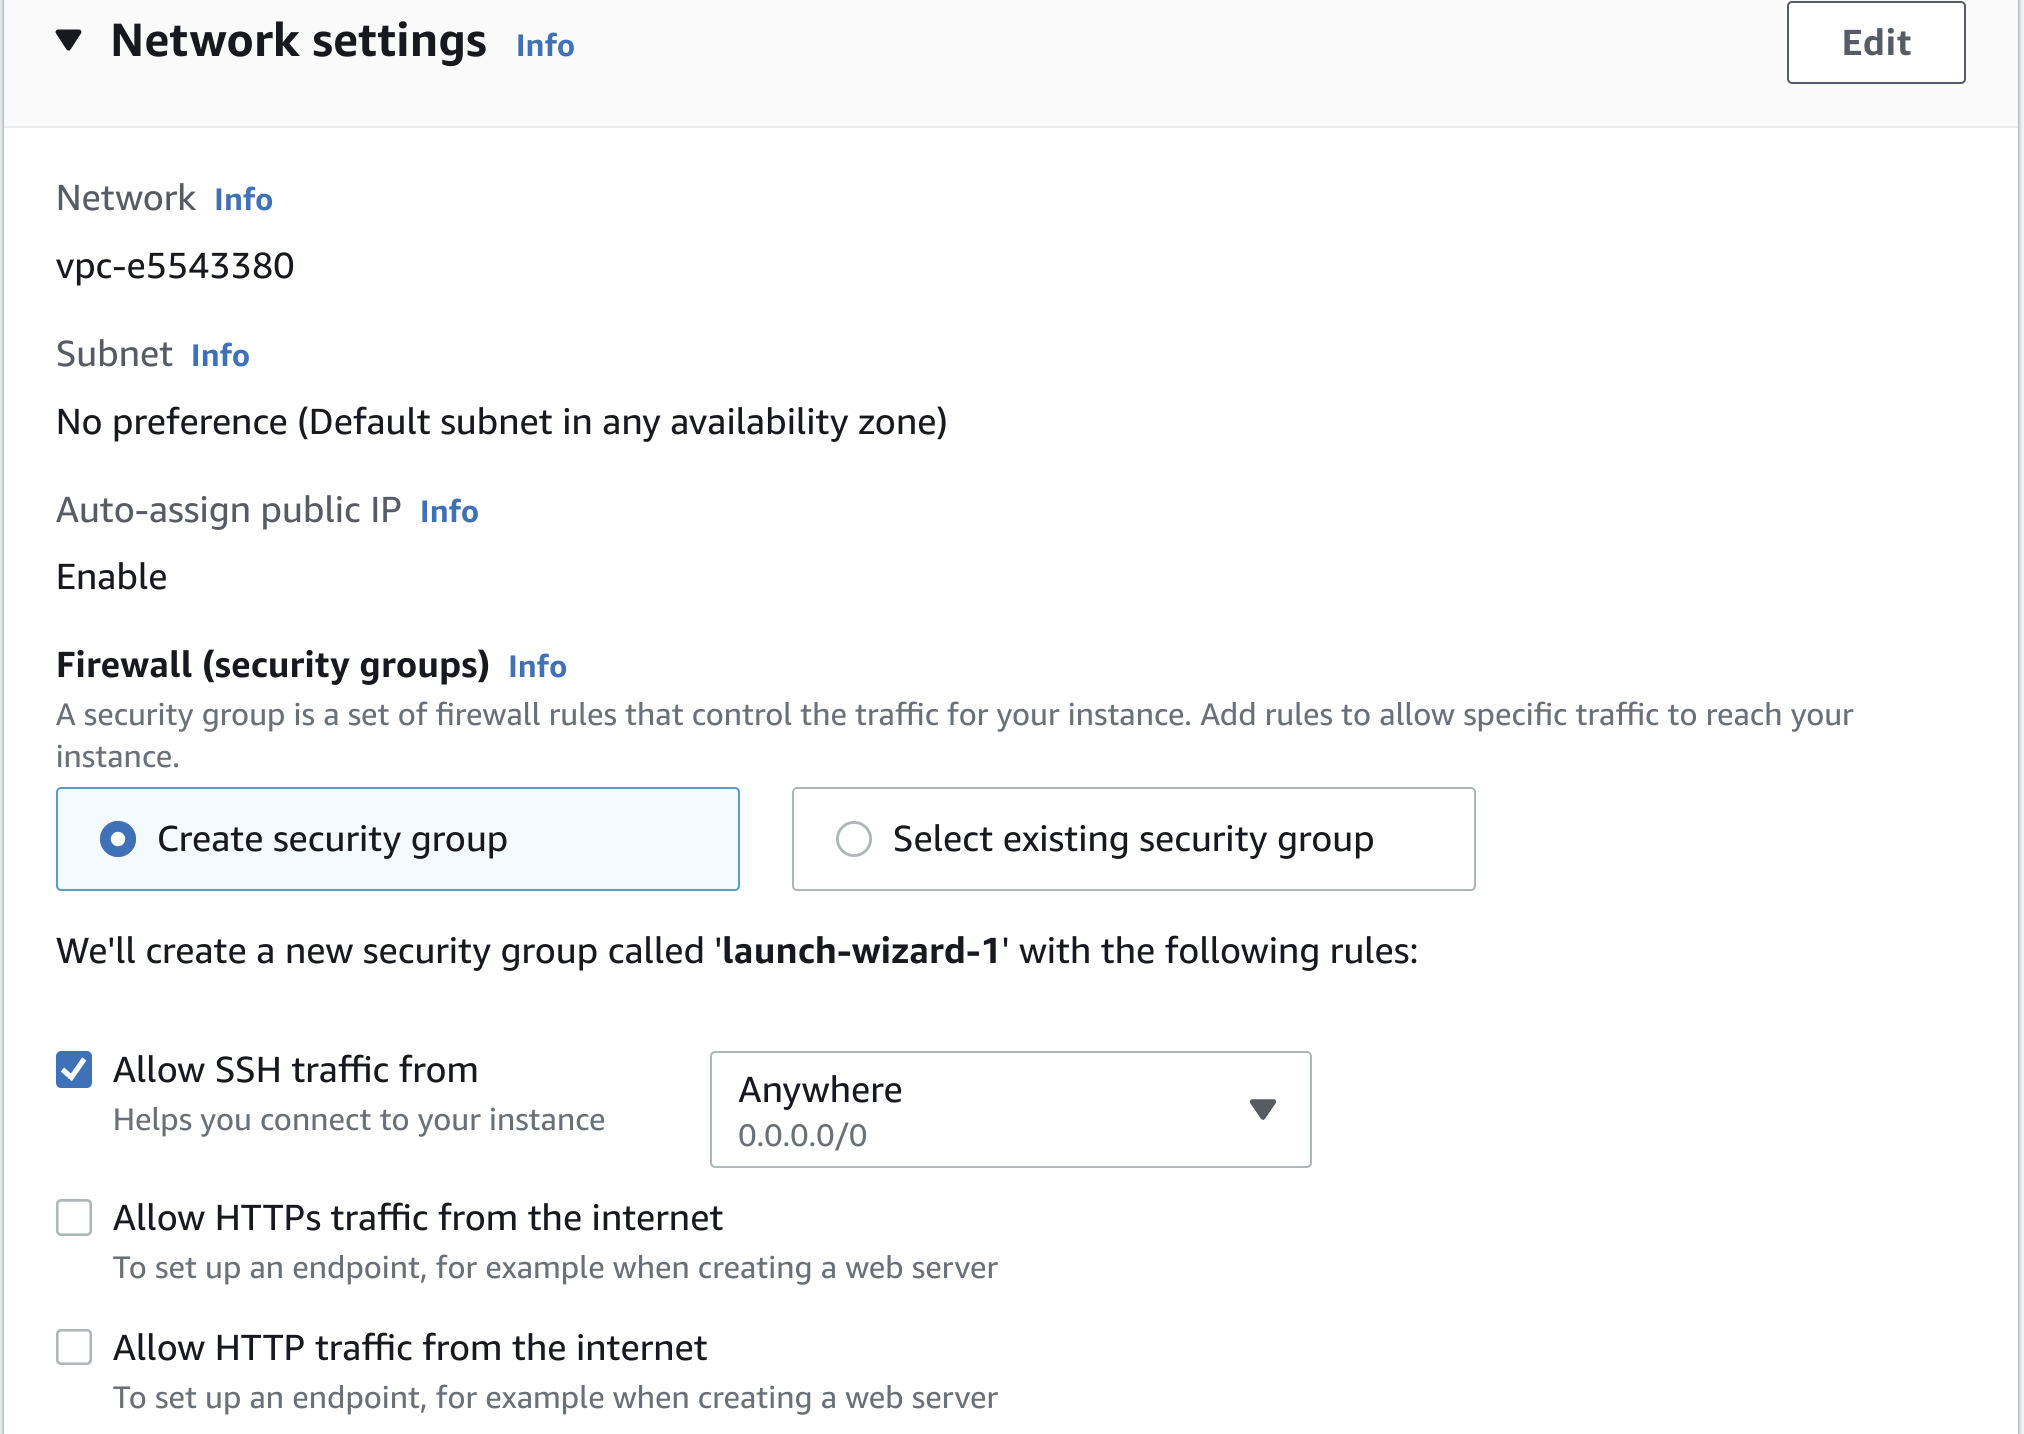 Network settings Info
Edit
Network Info
vpc-e5543380
Subnet Info
No preference (Default subnet in any availability zone)
Auto-assign public IP Info
Enable
Firewall (security groups) Info
A security group is a set of firewall rules that control the traffic for your instance. Add rules to allow specific traffic to reach your
instance.
Create security group
Select existing security group
We'll create a new security group called 'launch-wizard-1' with the following rules:
Allow SSH traffic from
Helps you connect to your instance
Anywhere
0.0.0.0/0
Allow HTTPs traffic from the internet
To set up an endpoint, for example when creating a web server
Allow HTTP traffic from the internet
To set up an endpoint, for example when creating a web server